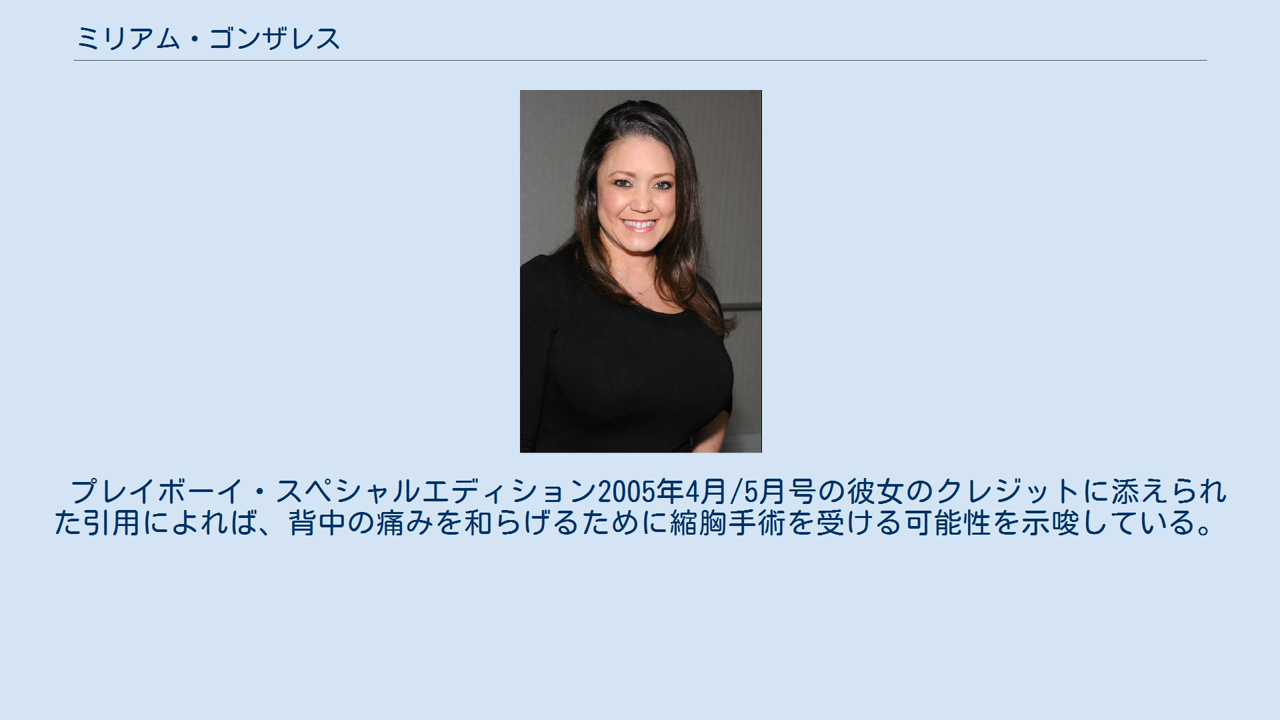 ミリアム・ゴンザレス
プレイボーイ・スペシャルエディション2005年4月/5月号の彼女のクレジットに添えられ
た引用によれば、背中の痛みを和らげるために縮胸手術を受ける可能性を示唆している。